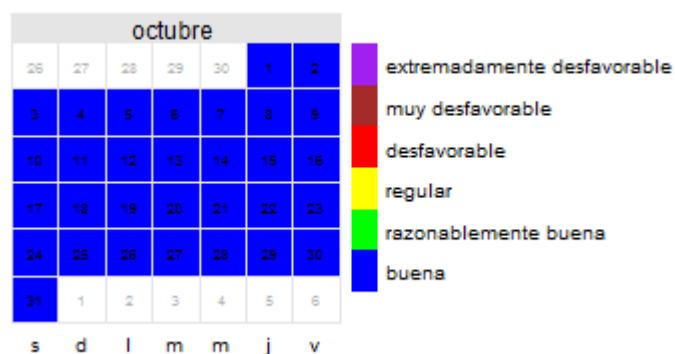 octubre
26 27 28 29 30 1 2
3 4 5 6 7 8 9
10 11 12 13 14 15 16
17 18 19 20 21 22 23
24 25 26 27 28 29 30
31 1 2 3 4 5 6
s d l m m j v
extremadamente desfavorable
muy desfavorable
desfavorable
regular
razonablemente buena
buena